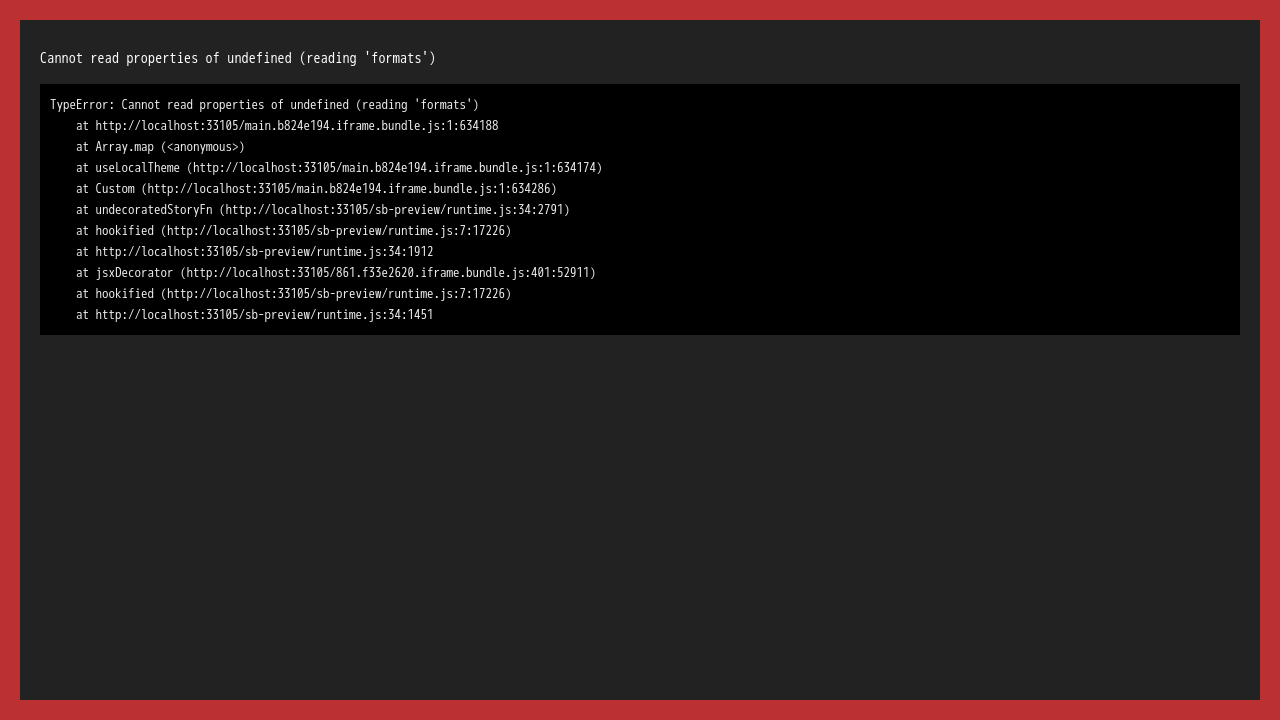 Cannot read properties of undefined (reading 'formats')
TypeError: Cannot read properties of undefined (reading 'formats')
    at http://localhost:33105/main.b824e194.iframe.bundle.js:1:634188
    at Array.map (<anonymous>)
    at useLocalTheme (http://localhost:33105/main.b824e194.iframe.bundle.js:1:634174)
    at Custom (http://localhost:33105/main.b824e194.iframe.bundle.js:1:634286)
    at undecoratedStoryFn (http://localhost:33105/sb-preview/runtime.js:34:2791)
    at hookified (http://localhost:33105/sb-preview/runtime.js:7:17226)
    at http://localhost:33105/sb-preview/runtime.js:34:1912
    at jsxDecorator (http://localhost:33105/861.f33e2620.iframe.bundle.js:401:52911)
    at hookified (http://localhost:33105/sb-preview/runtime.js:7:17226)
    at http://localhost:33105/sb-preview/runtime.js:34:1451